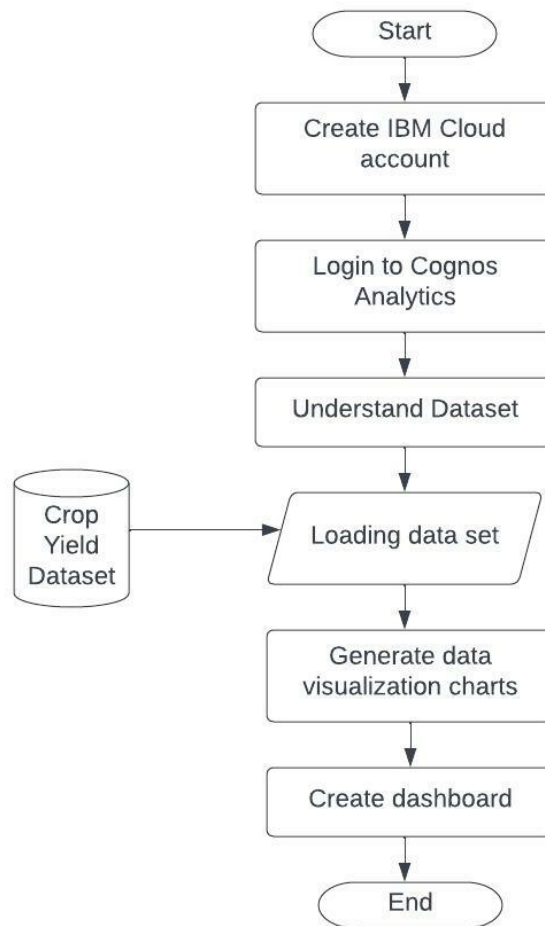 Start
Create IBM Cloud
account
Login to Cognos
Analytics
Understand Dataset
Crop
Yield
Dataset
Loading data set
Generate data
visualization charts
Create dashboard
End